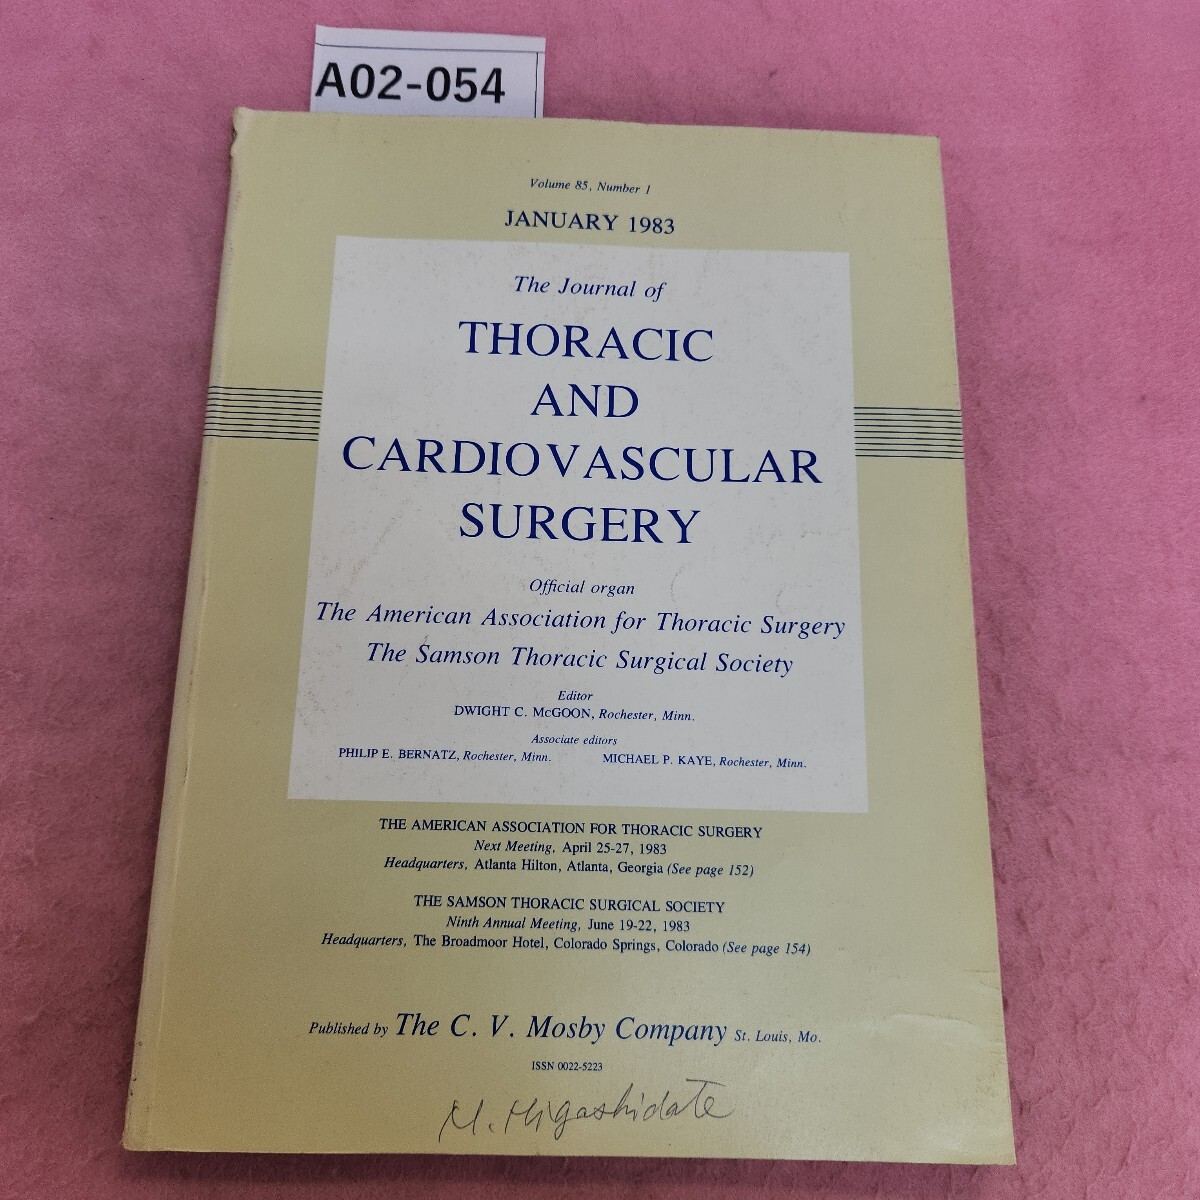 A02-054
Volume 85, Number 1
JANUARY 1983
The Journal of
THORACIC
AND
CARDIOVASCULAR
SURGERY
Official organ
The American Association for Thoracic Surgery
The Samson Thoracic Surgical Society
Editor
DWIGHT C. McGOON, Rochester, Minn.
Associate editors
PHILIP E. BERNATZ, Rochester, Minn. MICHAEL P. KAYE, Rochester, Minn.
THE AMERICAN ASSOCIATION FOR THORACIC SURGERY
Next Meeting, April 25-27, 1983
Headquarters, Atlanta Hilton, Atlanta, Georgia (See page 152)
THE SAMSON THORACIC SURGICAL SOCIETY
Ninth Annual Meeting, June 19-22, 1983
Headquarters, The Broadmoor Hotel, Colorado Springs, Colorado (See page 154)
Published by The C. V. Mosby Company St. Louis, Mo.
ISSN 0022-5223
M. Higashidate